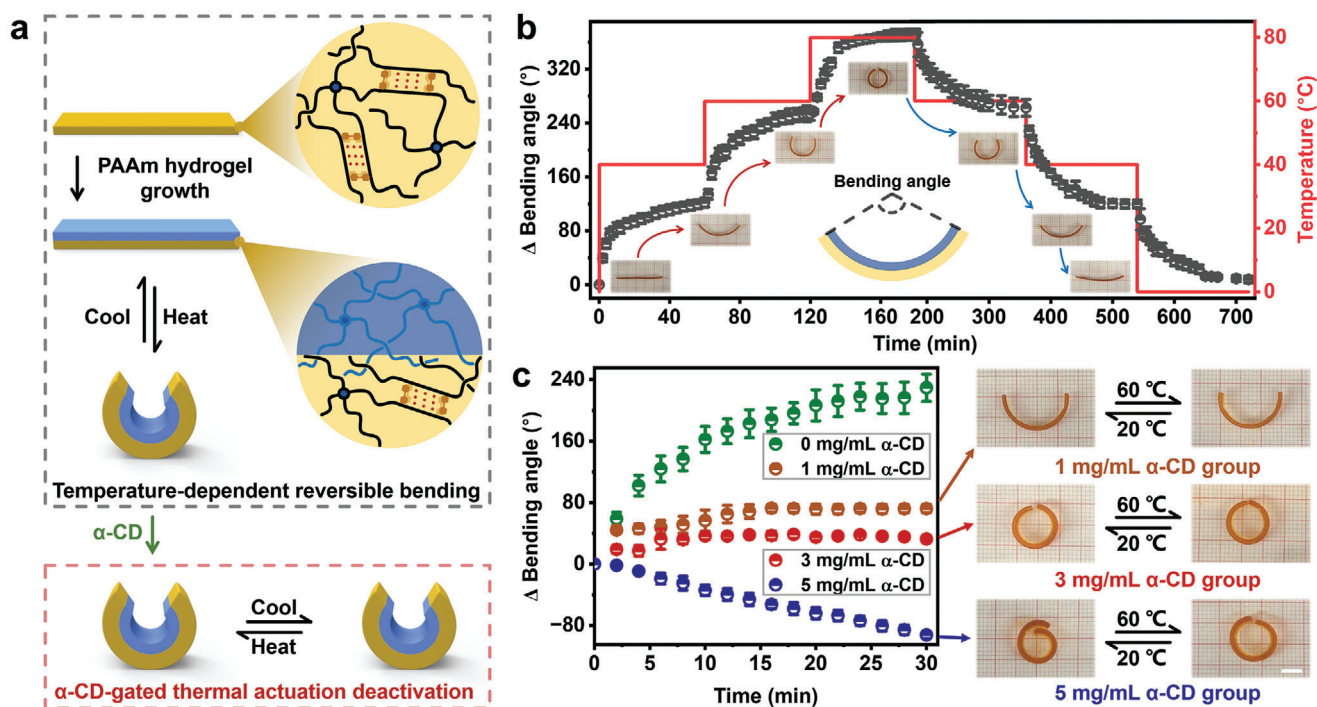 a
PAAm hydrogel
growth
Cool
Heat
Temperature-dependent reversible bending
α-CD
Cool
Heat
α-CD-gated thermal actuation deactivation
b
Δ Bending angle (°)
360
320
240
160
80
0
Bending angle
80
60
40
20
0
Temperature (°C)
0 40 80 120 160 200 300 400 500 600 700
Time (min)
c
Δ Bending angle (°)
240
160
80
0
−80
0 mg/mL α-CD
1 mg/mL α-CD
3 mg/mL α-CD
5 mg/mL α-CD
0 5 10 15 20 25 30
Time (min)
60 ℃
20 ℃
1 mg/mL α-CD group
60 ℃
20 ℃
3 mg/mL α-CD group
60 ℃
20 ℃
5 mg/mL α-CD group